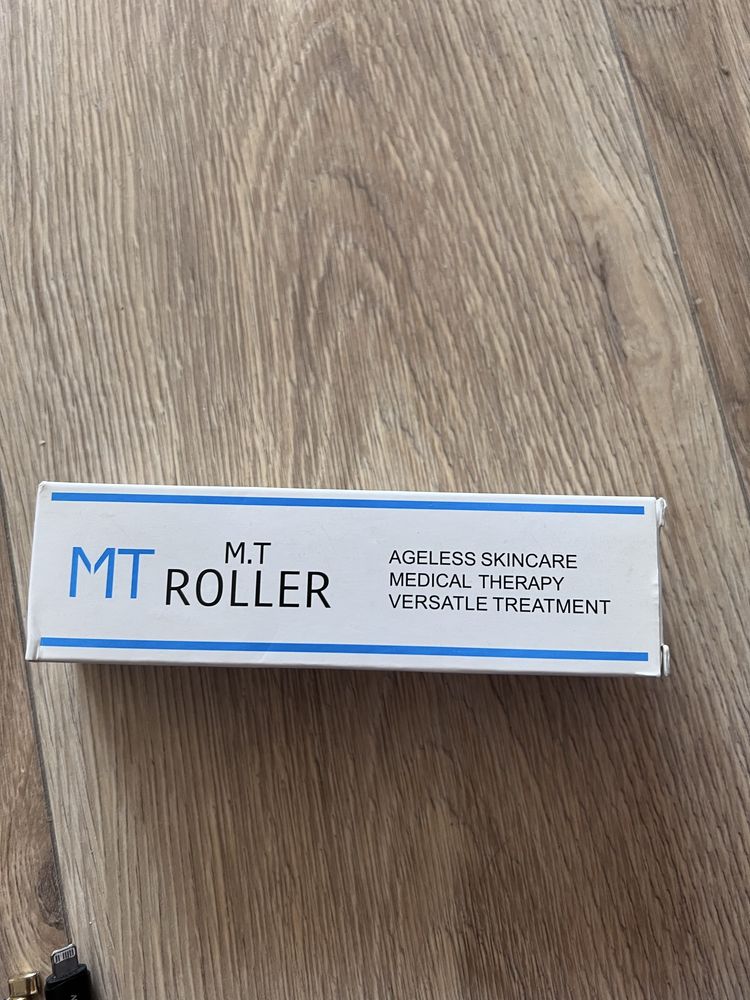 MT
M.T
ROLLER
AGELESS SKINCARE
MEDICAL THERAPY
VERSATLE TREATMENT